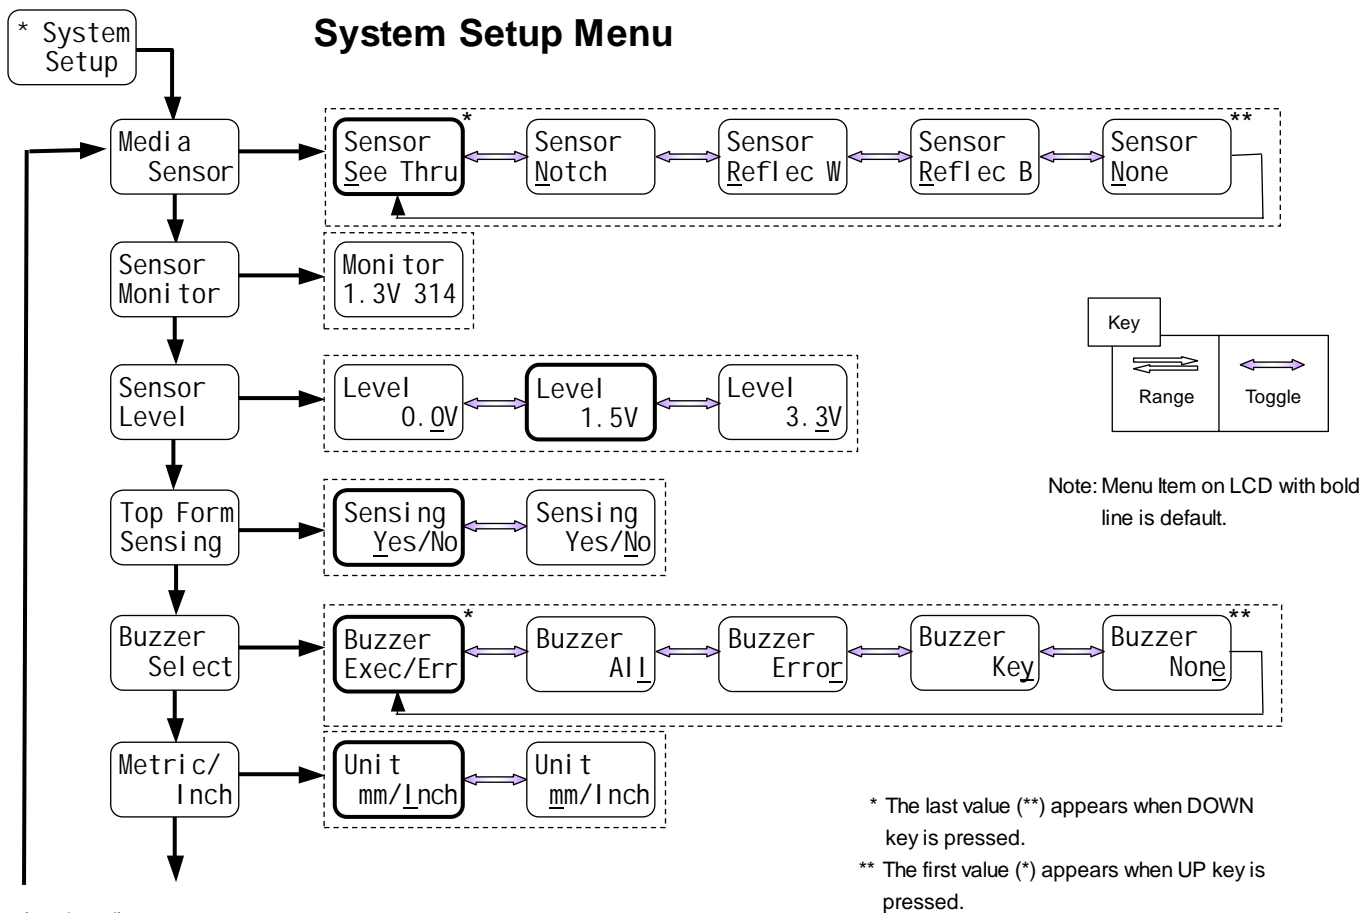 * System
Setup
System Setup Menu
Media
Sensor
Sensor
See Thru
*
Sensor
Notch
Sensor
Reflec W
Sensor
Reflec B
Sensor
None
**
Sensor
Monitor
Monitor
1.3V 314
Sensor
Level
Level
0.0V
Level
1.5V
Level
3.3V
Key
Range
Toggle
Note: Menu Item on LCD with bold
line is default.
Top Form
Sensing
Sensing
Yes/No
Sensing
Yes/No
Buzzer
Select
Buzzer
Exec/Err
*
Buzzer
All
Buzzer
Error
Buzzer
Key
Buzzer
None
**
Metric/
Inch
Unit
mm/Inch
Unit
mm/Inch
* The last value (**) appears when DOWN
key is pressed.
** The first value (*) appears when UP key is
pressed.